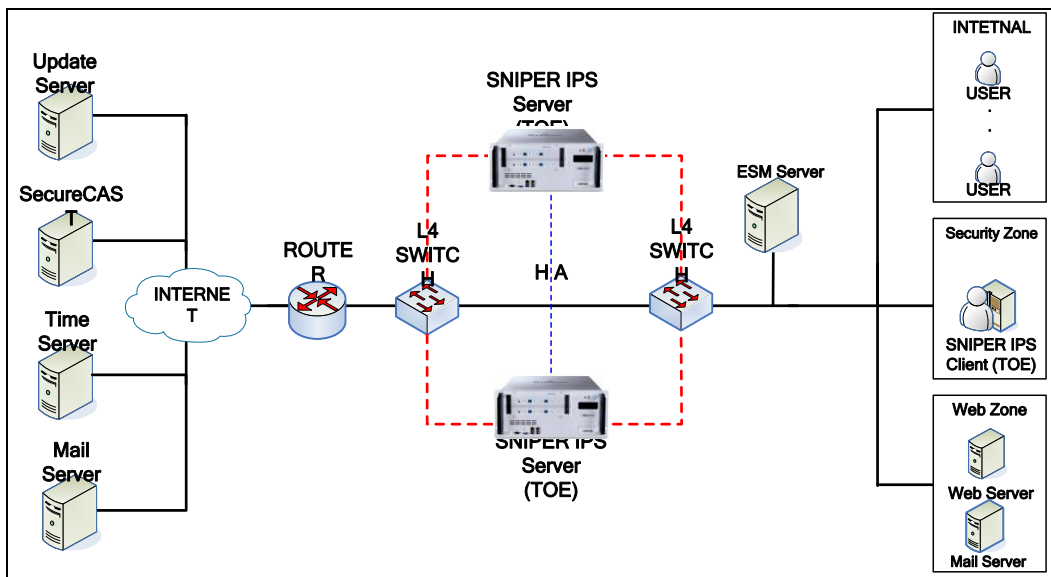 Update
Server
SecureCAS
T
Time
Server
Mail
Server
INTERNE
T
ROUTE
R
L4
SWITC
H
SNIPER IPS
Server
(TOE)
H A
SNIPER IPS
Server
(TOE)
L4
SWITC
H
ESM Server
INTETNAL
USER
.
.
USER
Security Zone
SNIPER IPS
Client (TOE)
Web Zone
Web Server
Mail Server